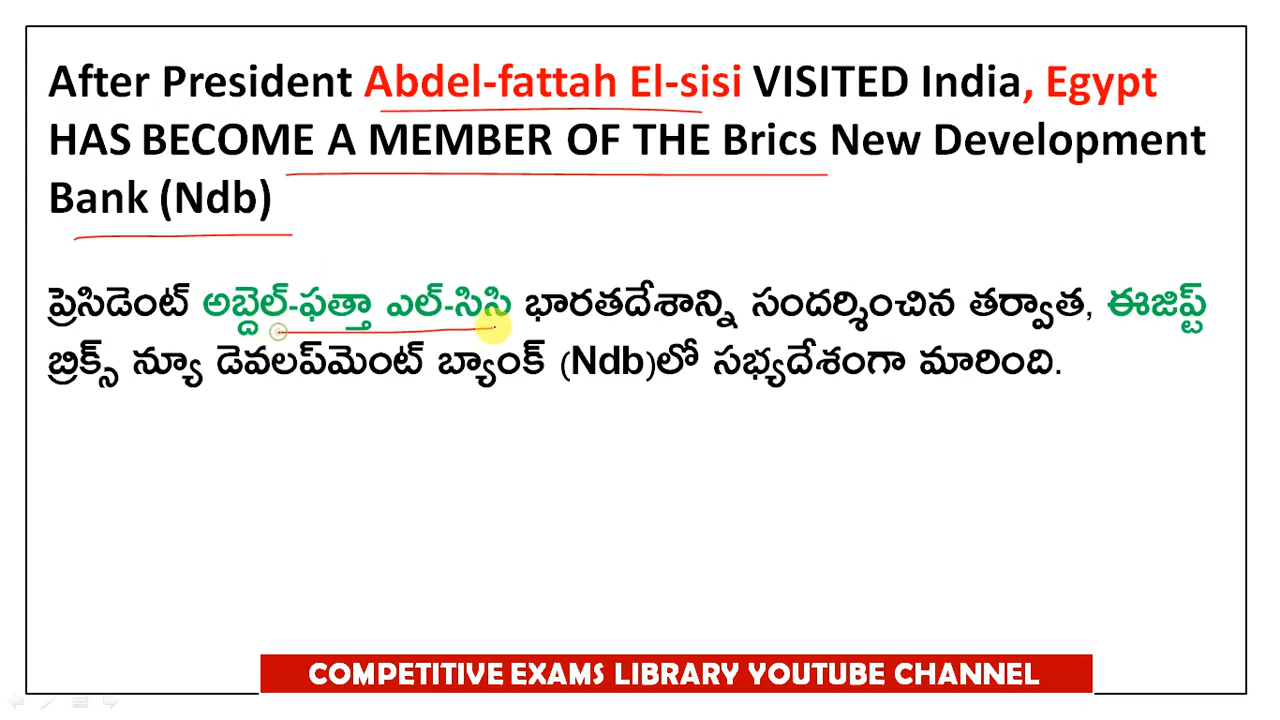 After President Abdel-fattah El-sisi VISITED India, Egypt
HAS BECOME A MEMBER OF THE Brics New Development
Bank (Ndb)
ప్రెసిడెంట్ అబ్దెల్-ఫత్తా ఎల్-సిసి భారతదేశాన్ని సందర్శించిన తర్వాత, ఈజిప్ట్
బ్రిక్స్ న్యూ డెవలప్‌మెంట్ బ్యాంక్ (Ndb)లో సభ్యదేశంగా మారింది.
COMPETITIVE EXAMS LIBRARY YOUTUBE CHANNEL